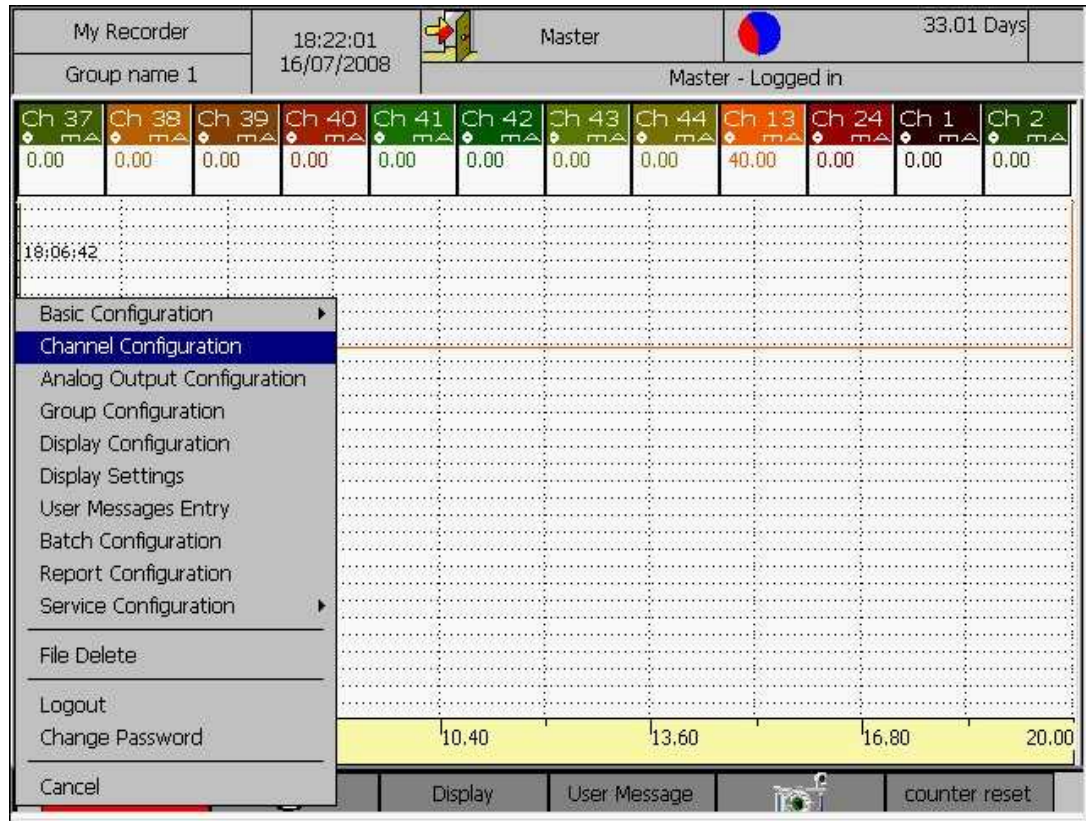 My Recorder
Group name 1
18:22:01
16/07/2008
Master
33.01 Days
Master - Logged in
Ch 37 Ch 38 Ch 39 Ch 40 Ch 41 Ch 42 Ch 43 Ch 44 Ch 13 Ch 24 Ch 1 Ch 2
mA mA mA mA mA mA mA mA mA mA mA mA
0.00 0.00 0.00 0.00 0.00 0.00 0.00 0.00 40.00 0.00 0.00 0.00
18:06:42
Basic Configuration
Channel Configuration
Analog Output Configuration
Group Configuration
Display Configuration
Display Settings
User Messages Entry
Batch Configuration
Report Configuration
Service Configuration
File Delete
Logout
Change Password
Cancel
10.40 13.60 16.80 20.00
Display User Message counter reset